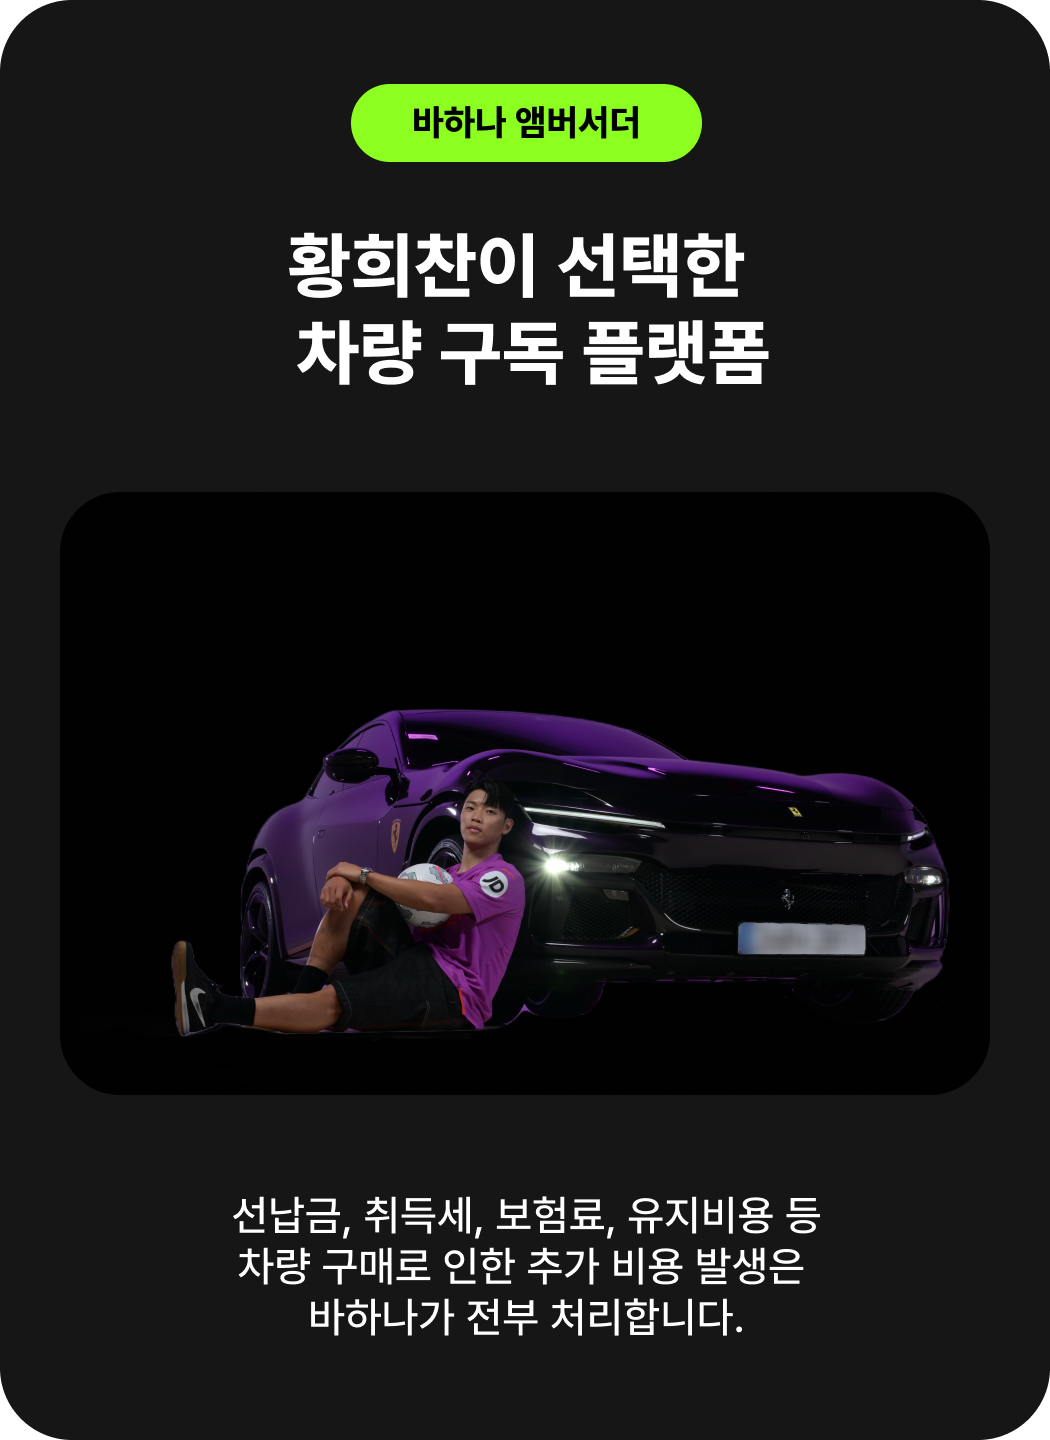 바하나 앰버서더
황희찬이 선택한
차량 구독 플랫폼
JD
선납금, 취득세, 보험료, 유지비용 등
차량 구매로 인한 추가 비용 발생은
바하나가 전부 처리합니다.